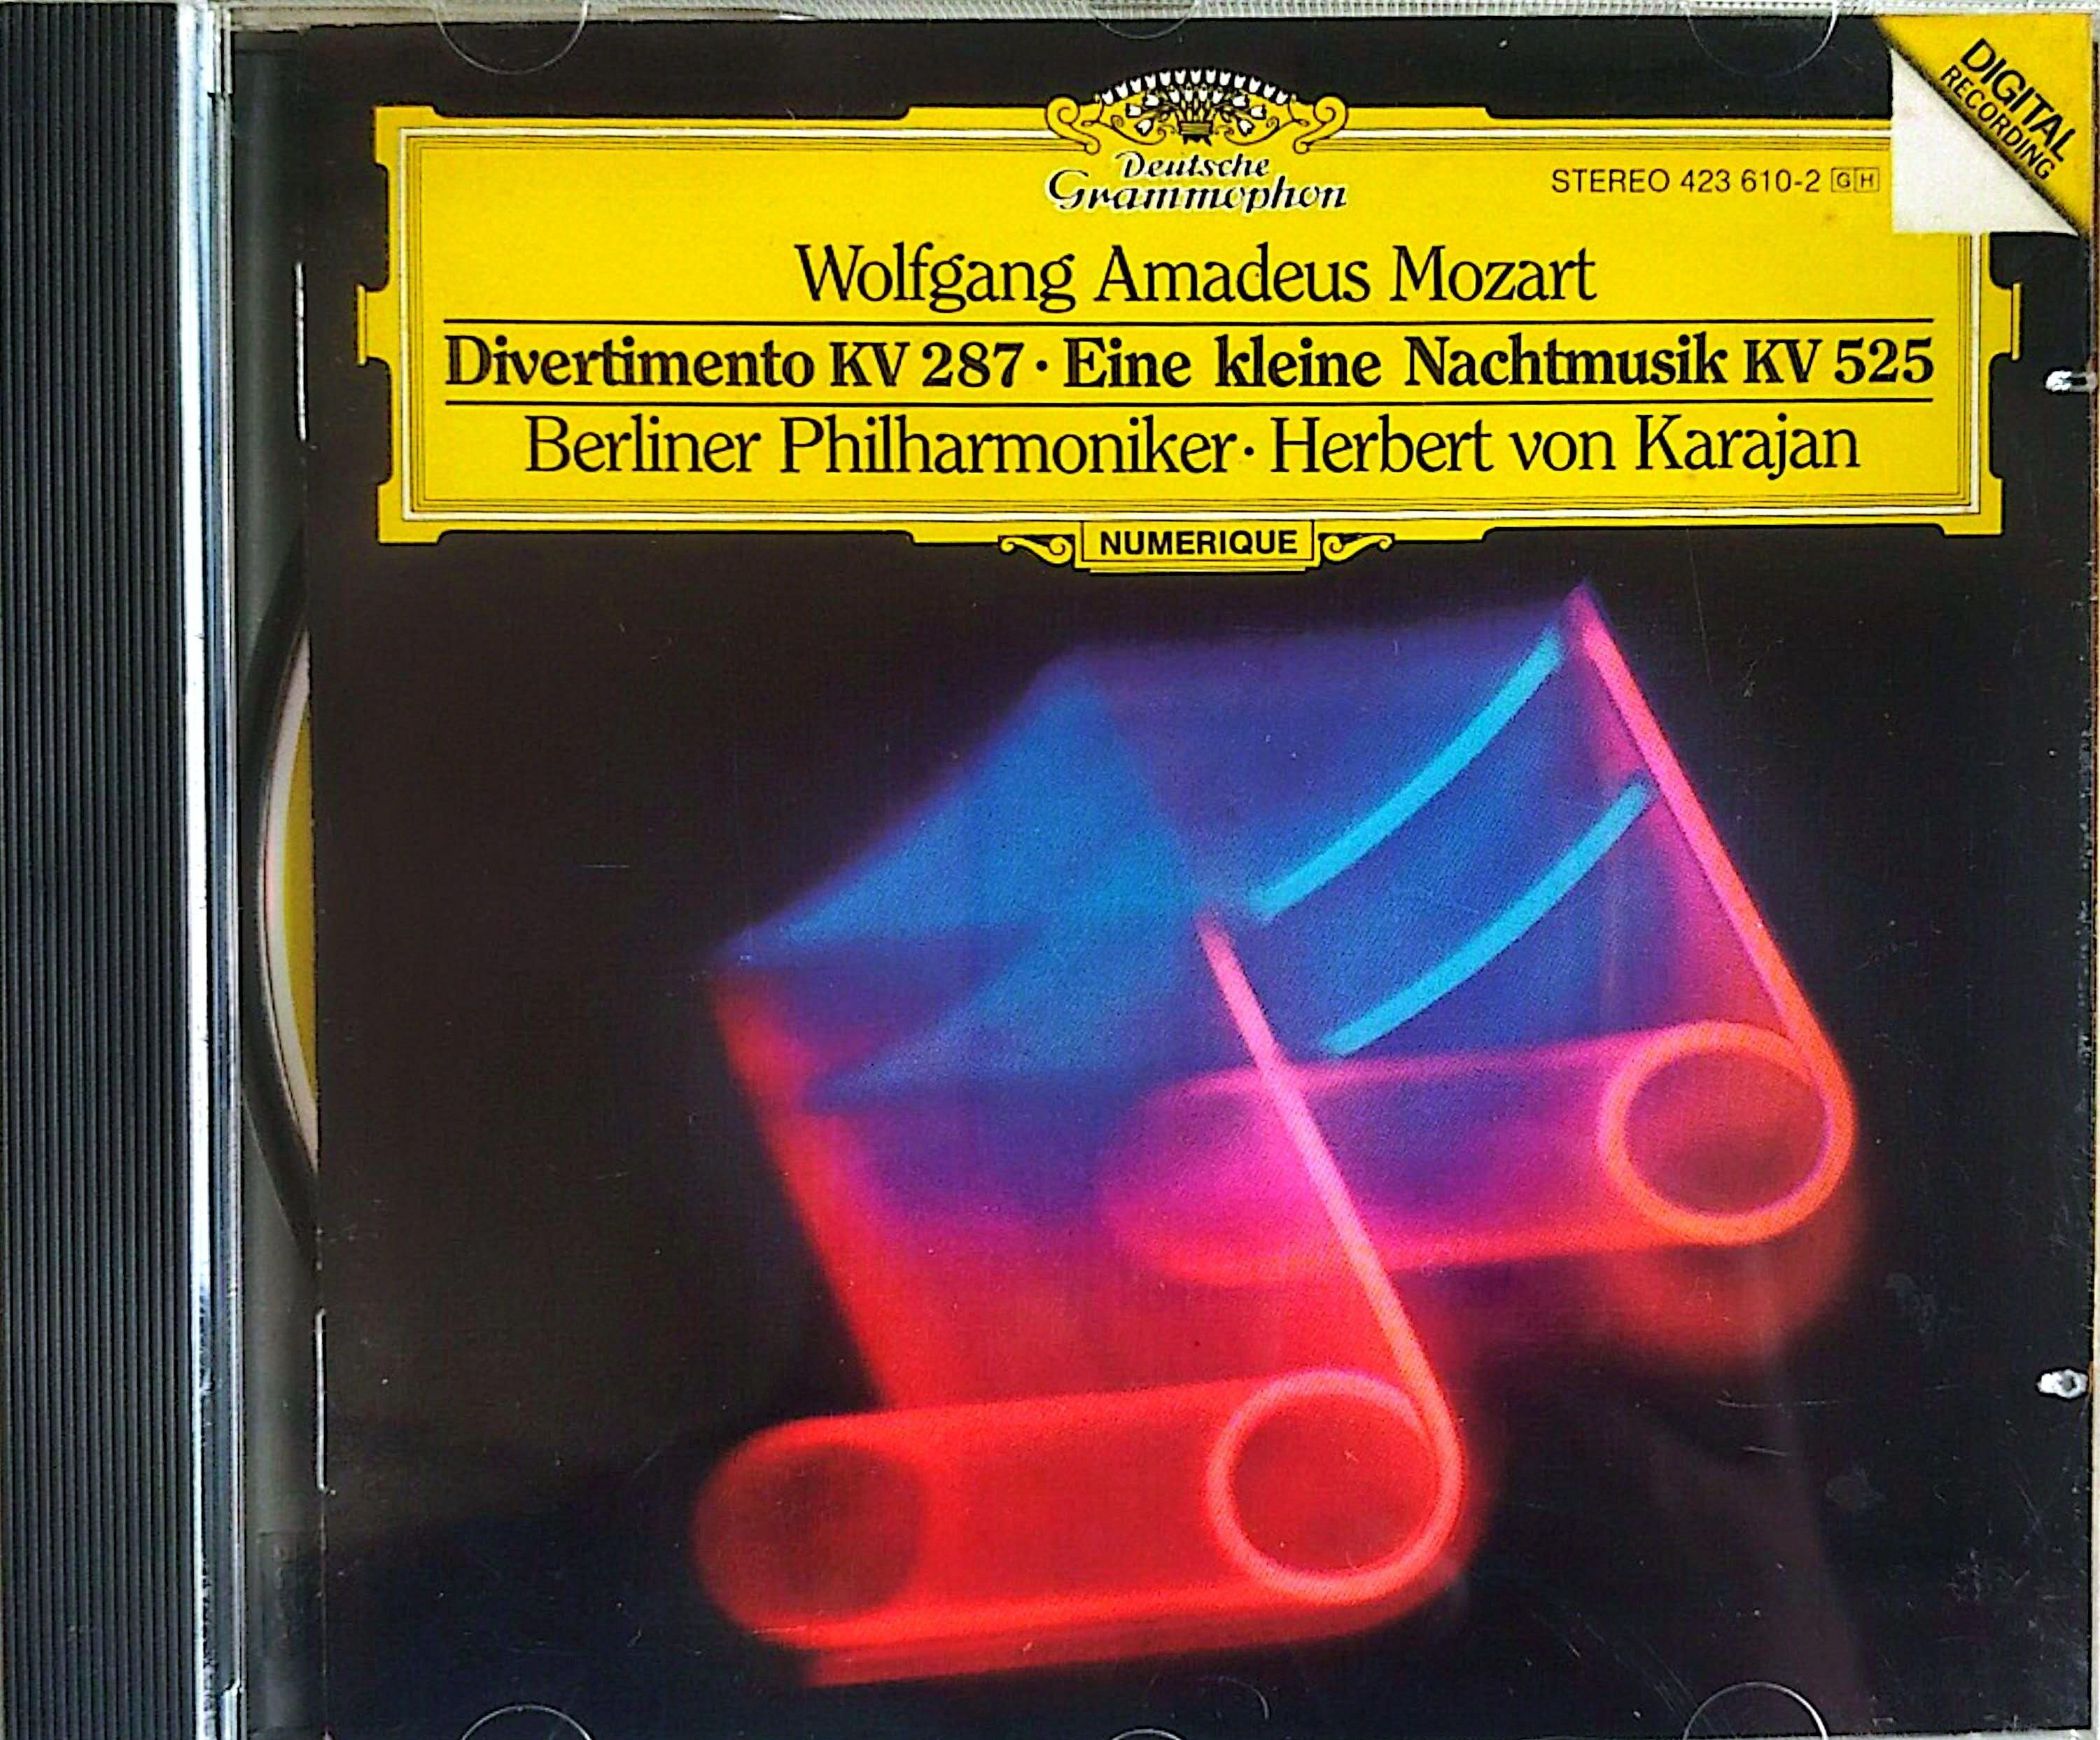 DIGITAL
RECORDING
Deutsche
Grammophon
STEREO 423 610-2 GH
Wolfgang Amadeus Mozart
Divertimento KV 287 · Eine kleine Nachtmusik KV 525
Berliner Philharmoniker · Herbert von Karajan
NUMERIQUE